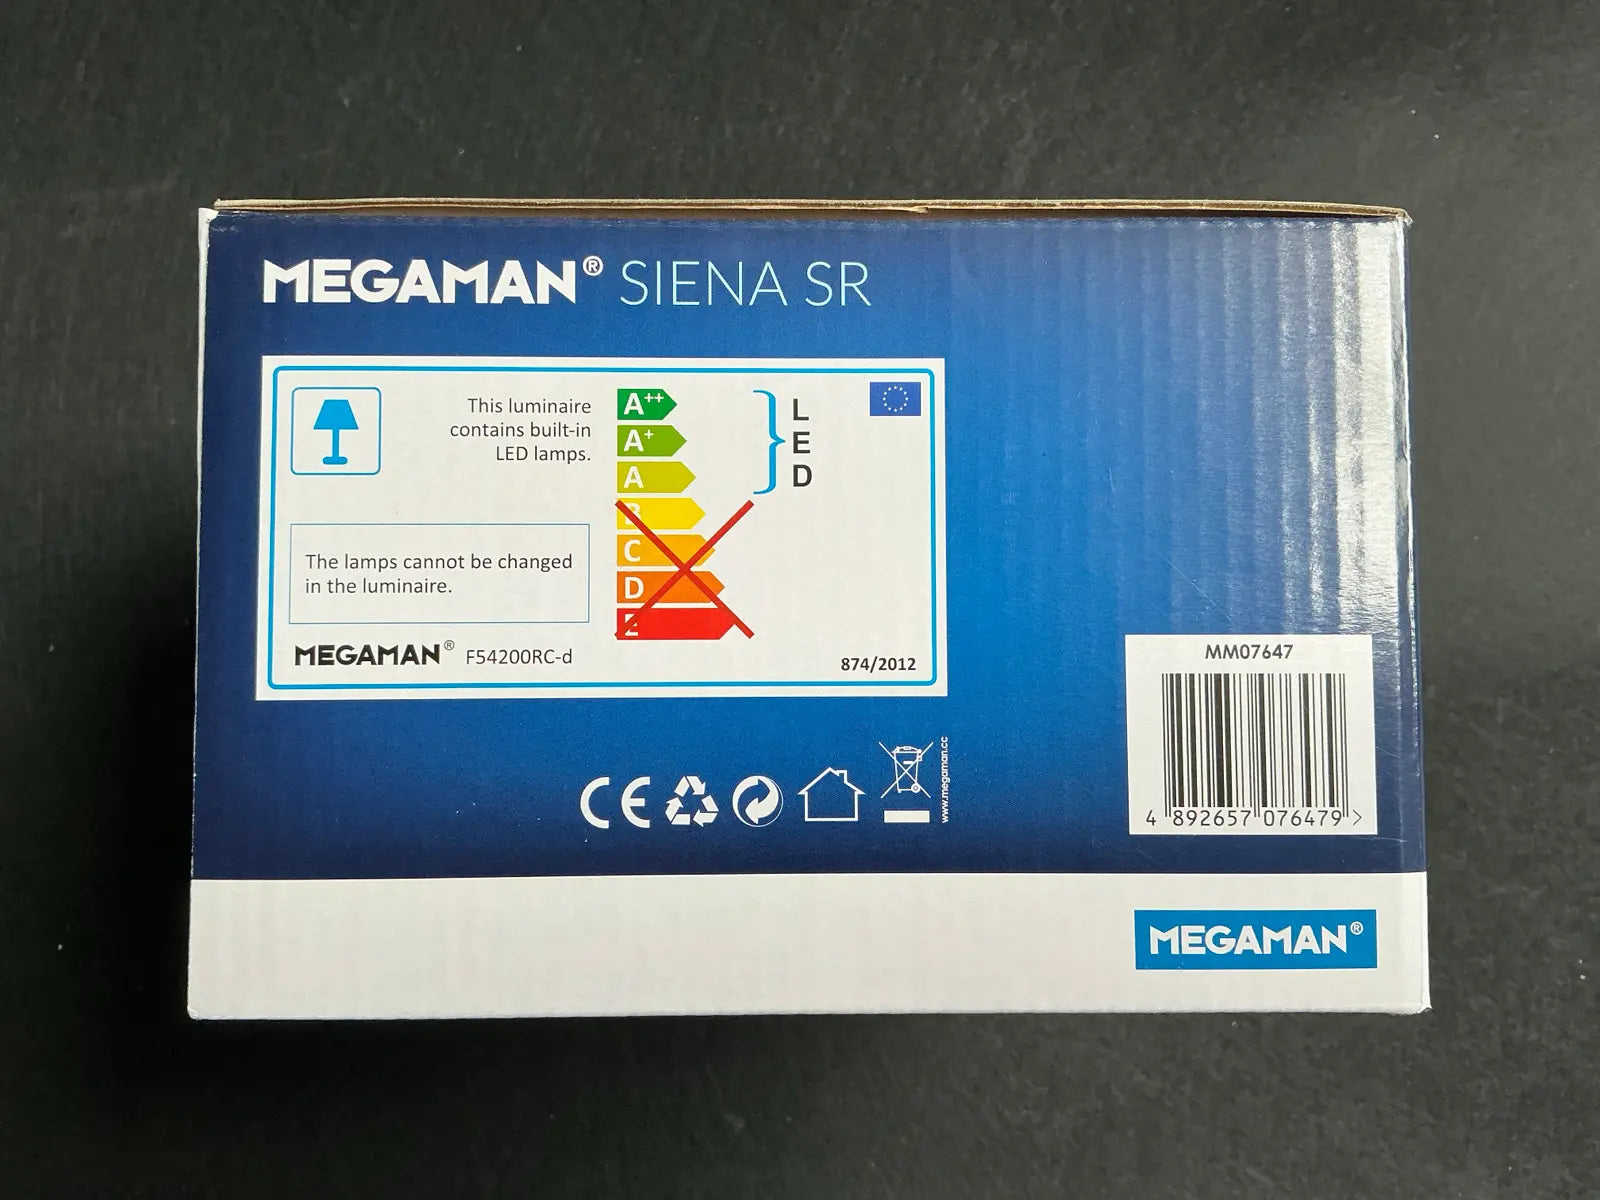 MEGAMAN® SIENA SR
This luminaire
contains built-in
LED lamps.
A++
A+
A
B
C
D
E
L
E
D
The lamps cannot be changed
in the luminaire.
MEGAMAN® F54200RC-d
874/2012
CE
www.megaman.cc
MM07647
4 892657 076479 >
MEGAMAN®